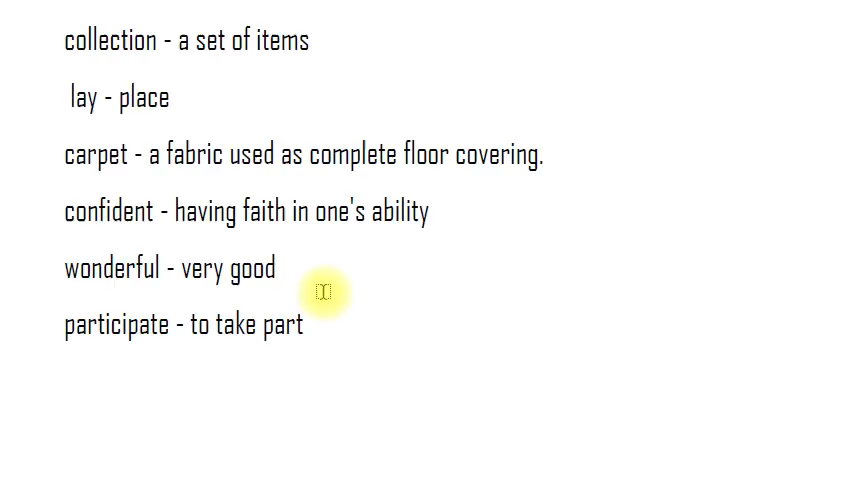 collection - a set of items
lay - place
carpet - a fabric used as complete floor covering.
confident - having faith in one's ability
wonderful - very good
participate - to take part